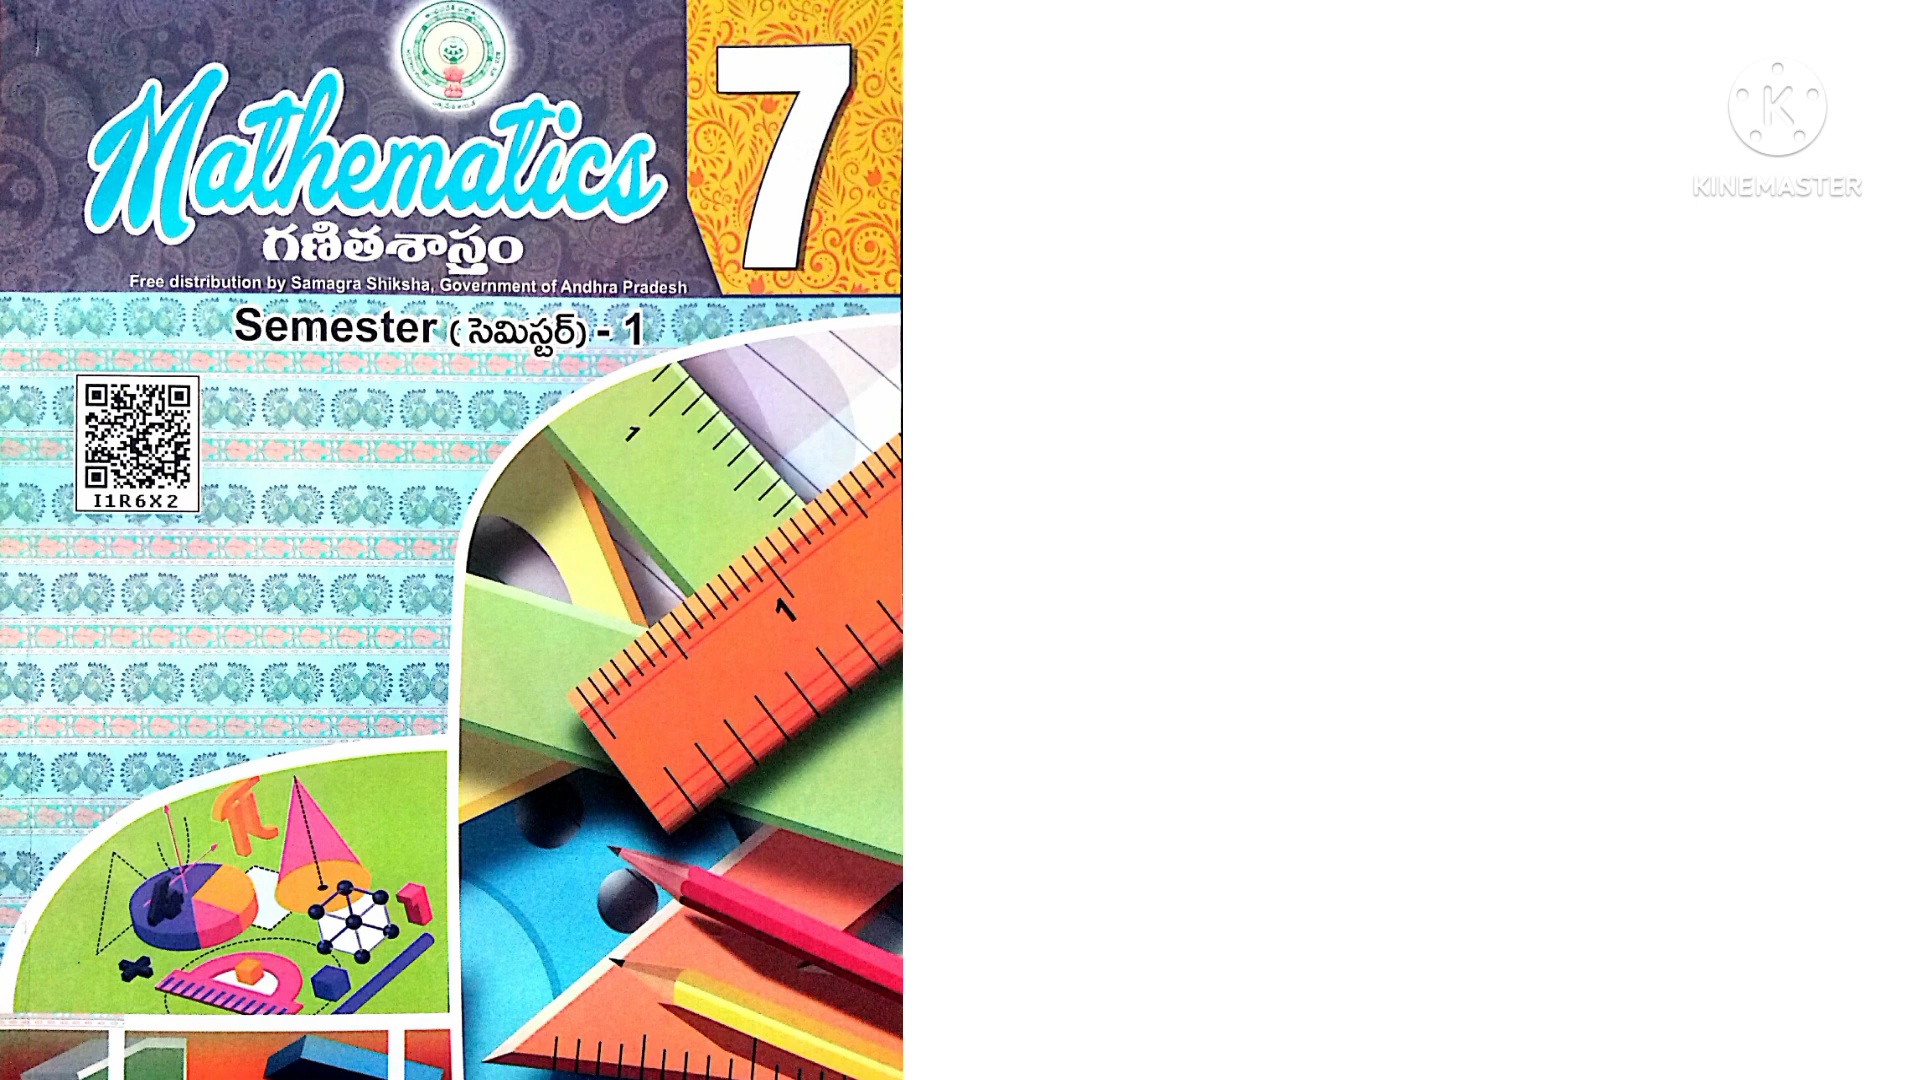 Mathematics
7
గణితశాస్త్రం
Free distribution by Samagra Shiksha, Government of Andhra Pradesh
Semester ( సెమిస్టర్) - 1
I1R6X2
1
1
π
1
K
KINEMASTER